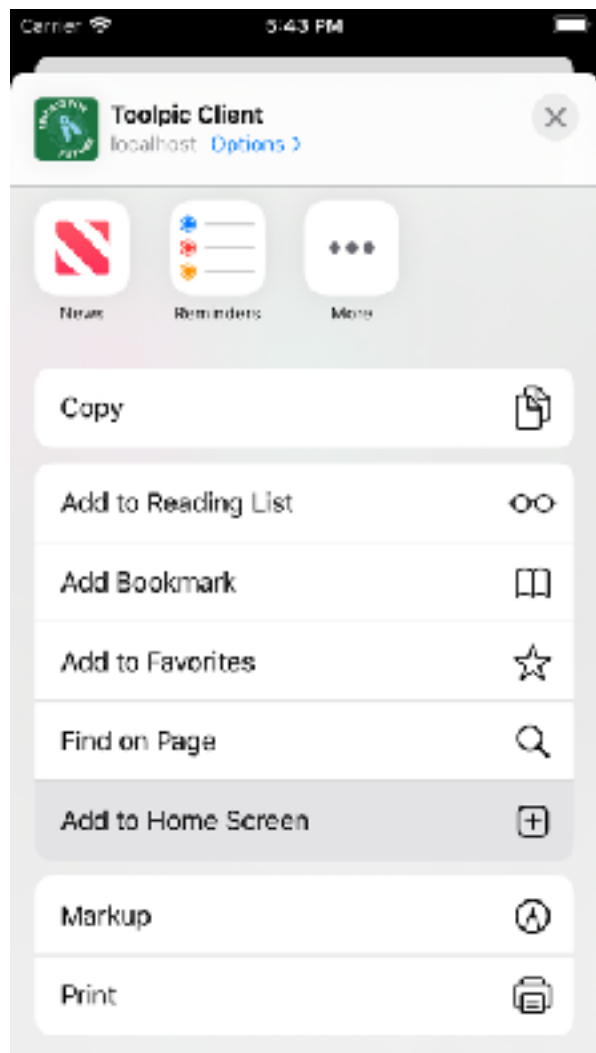 Carrier 5:43 PM
Toolpic Client
localhost Options >
News Reminders More
Copy
Add to Reading List
Add Bookmark
Add to Favorites
Find on Page
Add to Home Screen
Markup
Print